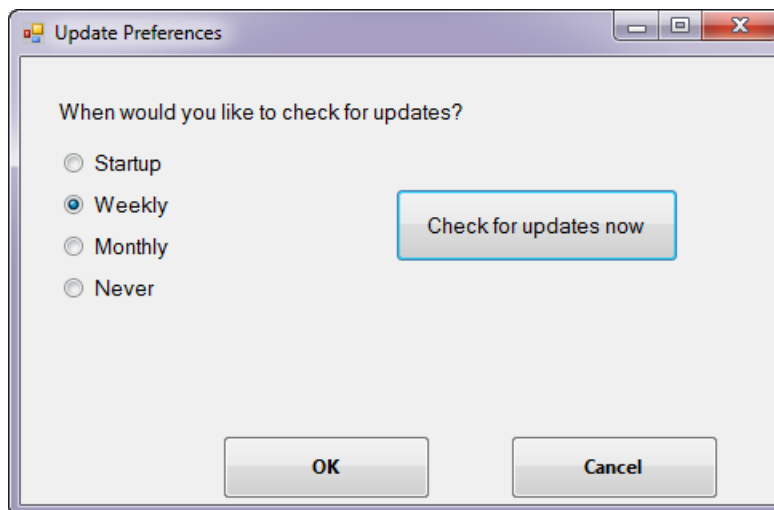 Update Preferences
When would you like to check for updates?
Startup
Weekly
Check for updates now
Monthly
Never
OK
Cancel